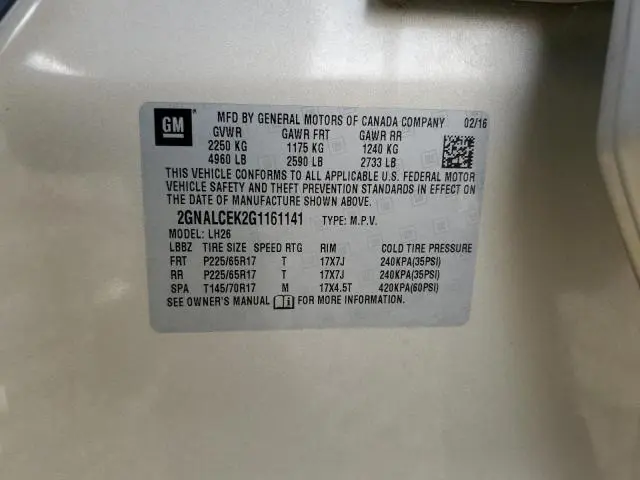 GM
MFD BY GENERAL MOTORS OF CANADA COMPANY 02/16
GVWR GAWR FRT GAWR RR
2250 KG 1175 KG 1240 KG
4960 LB 2590 LB 2733 LB
THIS VEHICLE CONFORMS TO ALL APPLICABLE U.S. FEDERAL MOTOR
VEHICLE SAFETY AND THEFT PREVENTION STANDARDS IN EFFECT ON
THE DATE OF MANUFACTURE SHOWN ABOVE.
2GNALCEK2G1161141 TYPE: M.P.V.
MODEL: LH26
LBBZ TIRE SIZE SPEED RTG RIM COLD TIRE PRESSURE
FRT P225/65R17 T 17X7J 240KPA(35PSI)
RR P225/65R17 T 17X7J 240KPA(35PSI)
SPA T145/70R17 M 17X4.5T 420KPA(60PSI)
SEE OWNER'S MANUAL FOR MORE INFORMATION.